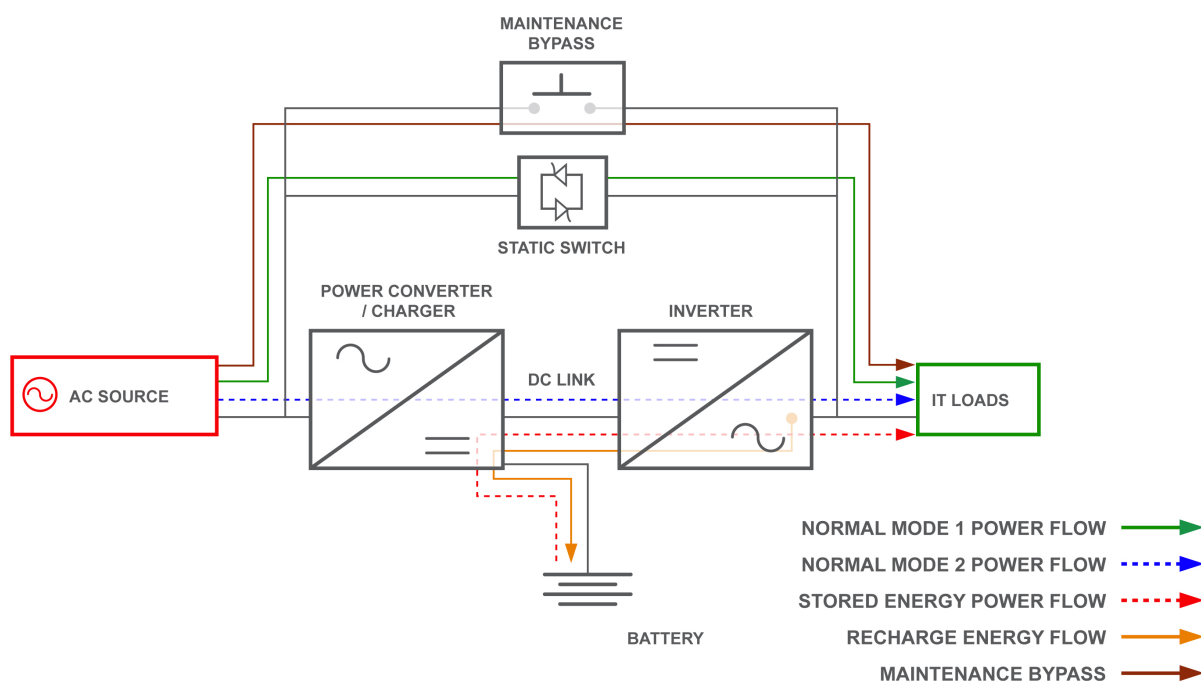 MAINTENANCE
BYPASS
STATIC SWITCH
POWER CONVERTER
/ CHARGER
INVERTER
DC LINK
AC SOURCE
IT LOADS
BATTERY
NORMAL MODE 1 POWER FLOW
NORMAL MODE 2 POWER FLOW
STORED ENERGY POWER FLOW
RECHARGE ENERGY FLOW
MAINTENANCE BYPASS